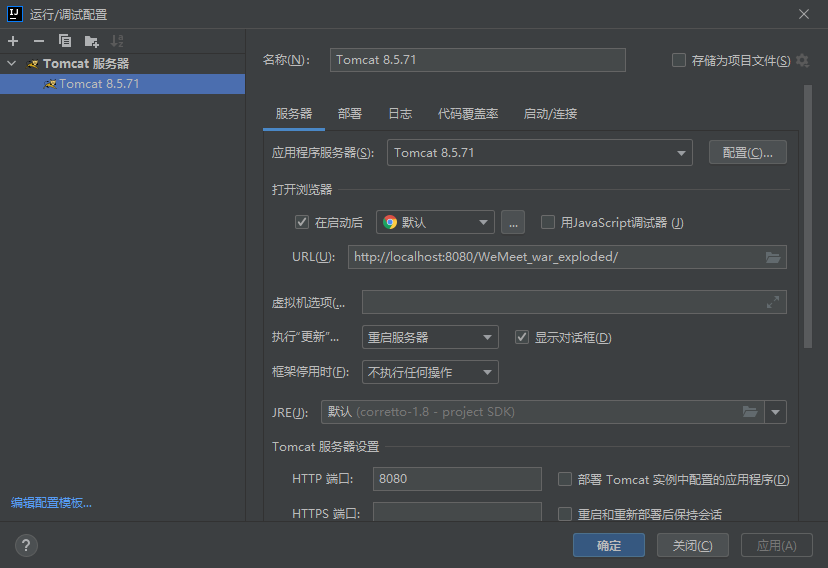 运行/调试配置
Tomcat 服务器
Tomcat 8.5.71
编辑配置模板...
名称(N): Tomcat 8.5.71 存储为项目文件(S)
服务器 部署 日志 代码覆盖率 启动/连接
应用程序服务器(S): Tomcat 8.5.71 配置(C)...
打开浏览器
在启动后 默认 ... 用JavaScript调试器 (J)
URL(U): http://localhost:8080/WeMeet_war_exploded/
虚拟机选项(...
执行“更新”... 重启服务器 显示对话框(D)
框架停用时(F): 不执行任何操作
JRE(J): 默认 (corretto-1.8 - project SDK)
Tomcat 服务器设置
HTTP 端口: 8080 部署 Tomcat 实例中配置的应用程序(D)
HTTPS 端口: 重启和重新部署后保持会话
? 确定 关闭(C) 应用(A)